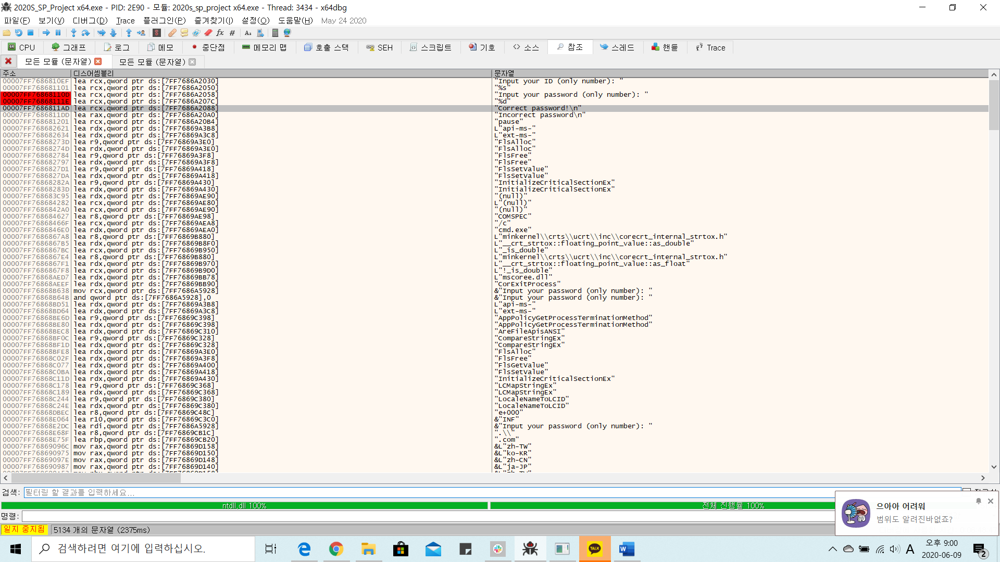 2020S_SP_Project x64.exe - PID: 2E90 - 모듈: 2020s_sp_project x64.exe - Thread: 3434 - x64dbg
파일(F) 보기(V) 디버그(D) Trace 플러그인(P) 즐겨찾기(I) 설정(O) 도움말(H) May 24 2020
CPU 그래프 로그 메모 중단점 메모리 맵 호출 스택 SEH 스크립트 기호 소스 참조 스레드 핸들 Trace
모든 모듈 (문자열) 모든 모듈 (문자열)
주소 디스어셈블리 문자열
00007FF7686810EF lea rcx,qword ptr ds:[7FF7686A2030] "Input your ID (only number): "
00007FF768681101 lea rcx,qword ptr ds:[7FF7686A2050] "%s"
00007FF76868110D lea rcx,qword ptr ds:[7FF7686A2058] "Input your password (only number): "
00007FF76868111E lea rcx,qword ptr ds:[7FF7686A207C] "%d"
00007FF7686811AD lea rcx,qword ptr ds:[7FF7686A2088] "Correct password!\n"
00007FF7686811DD lea rax,qword ptr ds:[7FF7686A20A0] "Incorrect password\n"
00007FF768681201 lea rcx,qword ptr ds:[7FF7686A20B4] "pause"
00007FF768682621 lea rdx,qword ptr ds:[7FF76869A3B8] L"api-ms-"
00007FF768682634 lea rdx,qword ptr ds:[7FF76869A3C8] L"ext-ms-"
00007FF76868273D lea r9,qword ptr ds:[7FF76869A3E0] "FlsAlloc"
00007FF76868274D lea rdx,qword ptr ds:[7FF76869A3E0] "FlsAlloc"
00007FF768682784 lea r9,qword ptr ds:[7FF76869A3F8] "FlsFree"
00007FF768682797 lea rdx,qword ptr ds:[7FF76869A3F8] "FlsFree"
00007FF7686827D1 lea r9,qword ptr ds:[7FF76869A418] "FlsSetValue"
00007FF7686827DA lea rdx,qword ptr ds:[7FF76869A418] "FlsSetValue"
00007FF76868282A lea r9,qword ptr ds:[7FF76869A430] "InitializeCriticalSectionEx"
00007FF76868283D lea rdx,qword ptr ds:[7FF76869A430] "InitializeCriticalSectionEx"
00007FF768683C95 lea rdx,qword ptr ds:[7FF76869AE90] "(null)"
00007FF768684282 lea rcx,qword ptr ds:[7FF76869AE80] L"(null)"
00007FF7686842A0 lea rcx,qword ptr ds:[7FF76869AE90] "(null)"
00007FF768684627 lea r8,qword ptr ds:[7FF76869AE98] "COMSPEC"
00007FF76868466F lea rcx,qword ptr ds:[7FF76869AEA8] "/c"
00007FF7686846E0 lea rdx,qword ptr ds:[7FF76869AEA0] "cmd.exe"
00007FF7686867A8 lea r8,qword ptr ds:[7FF76869B880] L"minkernel\\crts\\ucrt\\inc\\corecrt_internal_strtox.h"
00007FF7686867B5 lea rdx,qword ptr ds:[7FF76869B8F0] L"__crt_strtox::floating_point_value::as_double"
00007FF7686867BC lea rcx,qword ptr ds:[7FF76869B950] L"_is_double"
00007FF7686867E4 lea r8,qword ptr ds:[7FF76869B880] L"minkernel\\crts\\ucrt\\inc\\corecrt_internal_strtox.h"
00007FF7686867F1 lea rdx,qword ptr ds:[7FF76869B970] L"__crt_strtox::floating_point_value::as_float"
00007FF7686867F8 lea rcx,qword ptr ds:[7FF76869B9D0] L"!_is_double"
00007FF76868AED7 lea rdx,qword ptr ds:[7FF76869BB78] L"mscoree.dll"
00007FF76868AEEF lea rdx,qword ptr ds:[7FF76869BB90] "CorExitProcess"
00007FF76868B638 mov rcx,qword ptr ds:[7FF7686A5928] &"Input your password (only number): "
00007FF76868B64B and qword ptr ds:[7FF7686A5928],0 &"Input your password (only number): "
00007FF76868BD51 lea rdx,qword ptr ds:[7FF76869A3B8] L"api-ms-"
00007FF76868BD64 lea rdx,qword ptr ds:[7FF76869A3C8] L"ext-ms-"
00007FF76868BE6D lea r9,qword ptr ds:[7FF76869C398] "AppPolicyGetProcessTerminationMethod"
00007FF76868BE80 lea rdx,qword ptr ds:[7FF76869C398] "AppPolicyGetProcessTerminationMethod"
00007FF76868BEC8 lea rdx,qword ptr ds:[7FF76869C310] "AreFileApisANSI"
00007FF76868BF0C lea r9,qword ptr ds:[7FF76869C328] "CompareStringEx"
00007FF76868BF1D lea rdx,qword ptr ds:[7FF76869C328] "CompareStringEx"
00007FF76868BFE8 lea rdx,qword ptr ds:[7FF76869A3E0] "FlsAlloc"
00007FF76868C02F lea rdx,qword ptr ds:[7FF76869A3F8] "FlsFree"
00007FF76868C077 lea rdx,qword ptr ds:[7FF76869A400] "FlsGetValue"
00007FF76868C0BA lea rdx,qword ptr ds:[7FF76869A418] "FlsSetValue"
00007FF76868C11D lea rdx,qword ptr ds:[7FF76869A430] "InitializeCriticalSectionEx"
00007FF76868C178 lea r9,qword ptr ds:[7FF76869C368] "LCMapStringEx"
00007FF76868C189 lea rdx,qword ptr ds:[7FF76869C368] "LCMapStringEx"
00007FF76868C244 lea r9,qword ptr ds:[7FF76869C380] "LocaleNameToLCID"
00007FF76868C24E lea rdx,qword ptr ds:[7FF76869C380] "LocaleNameToLCID"
00007FF76868DBEC lea r8,qword ptr ds:[7FF76869C48C] "e+000"
00007FF76868E064 lea r10,qword ptr ds:[7FF76869C3C0] &"INF"
00007FF76868E2DC lea rdi,qword ptr ds:[7FF7686A5928] &"Input your password (only number): "
00007FF76868E68F lea r8,qword ptr ds:[7FF76869CB1C] ".\\"
00007FF76868E75F lea rbp,qword ptr ds:[7FF76869CB20] ".com"
00007FF76869096C mov rax,qword ptr ds:[7FF76869D158] &L"zh-TW"
00007FF768690975 mov rax,qword ptr ds:[7FF76869D150] &L"ko-KR"
00007FF76869097E mov rax,qword ptr ds:[7FF76869D148] &L"zh-CN"
00007FF768690987 mov rax,qword ptr ds:[7FF76869D140] &L"ja-JP"
검색: 필터링 할 결과를 입력하세요...
ntdll.dll 100% 전체 진행율 100%
명령:
일지 중지됨 5134 개의 문자열 (2375ms)
으아아 어려워
범위도 알려진바없죠?
검색하려면 여기에 입력하십시오.
TALK
A
오후 9:00
2020-06-09
2